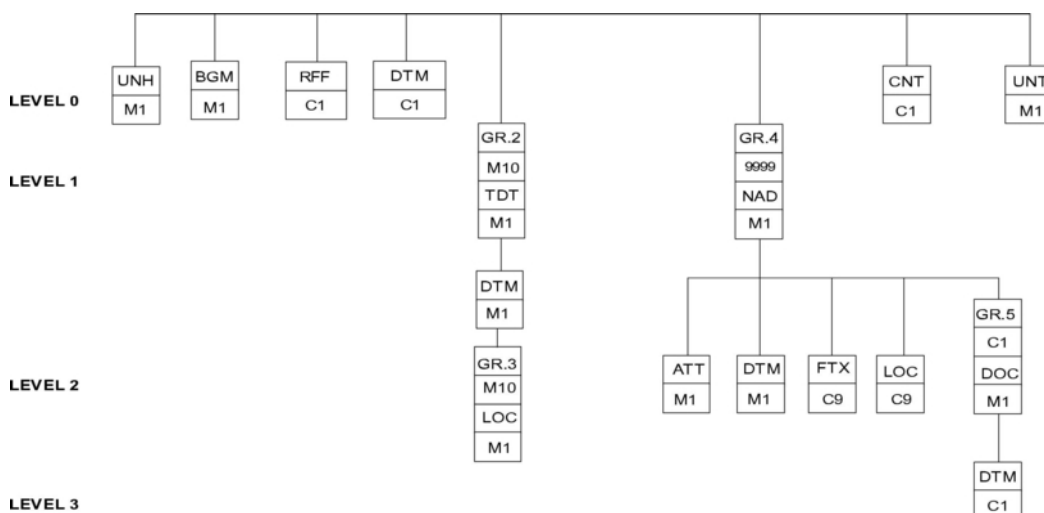 UNH
M1
BGM
M1
RFF
C1
DTM
C1
CNT
C1
UNT
M1
LEVEL 0
GR.2
M10
TDT
M1
GR.4
9999
NAD
M1
LEVEL 1
DTM
M1
GR.3
M10
LOC
M1
ATT
M1
DTM
M1
FTX
C9
LOC
C9
GR.5
C1
DOC
M1
LEVEL 2
DTM
C1
LEVEL 3